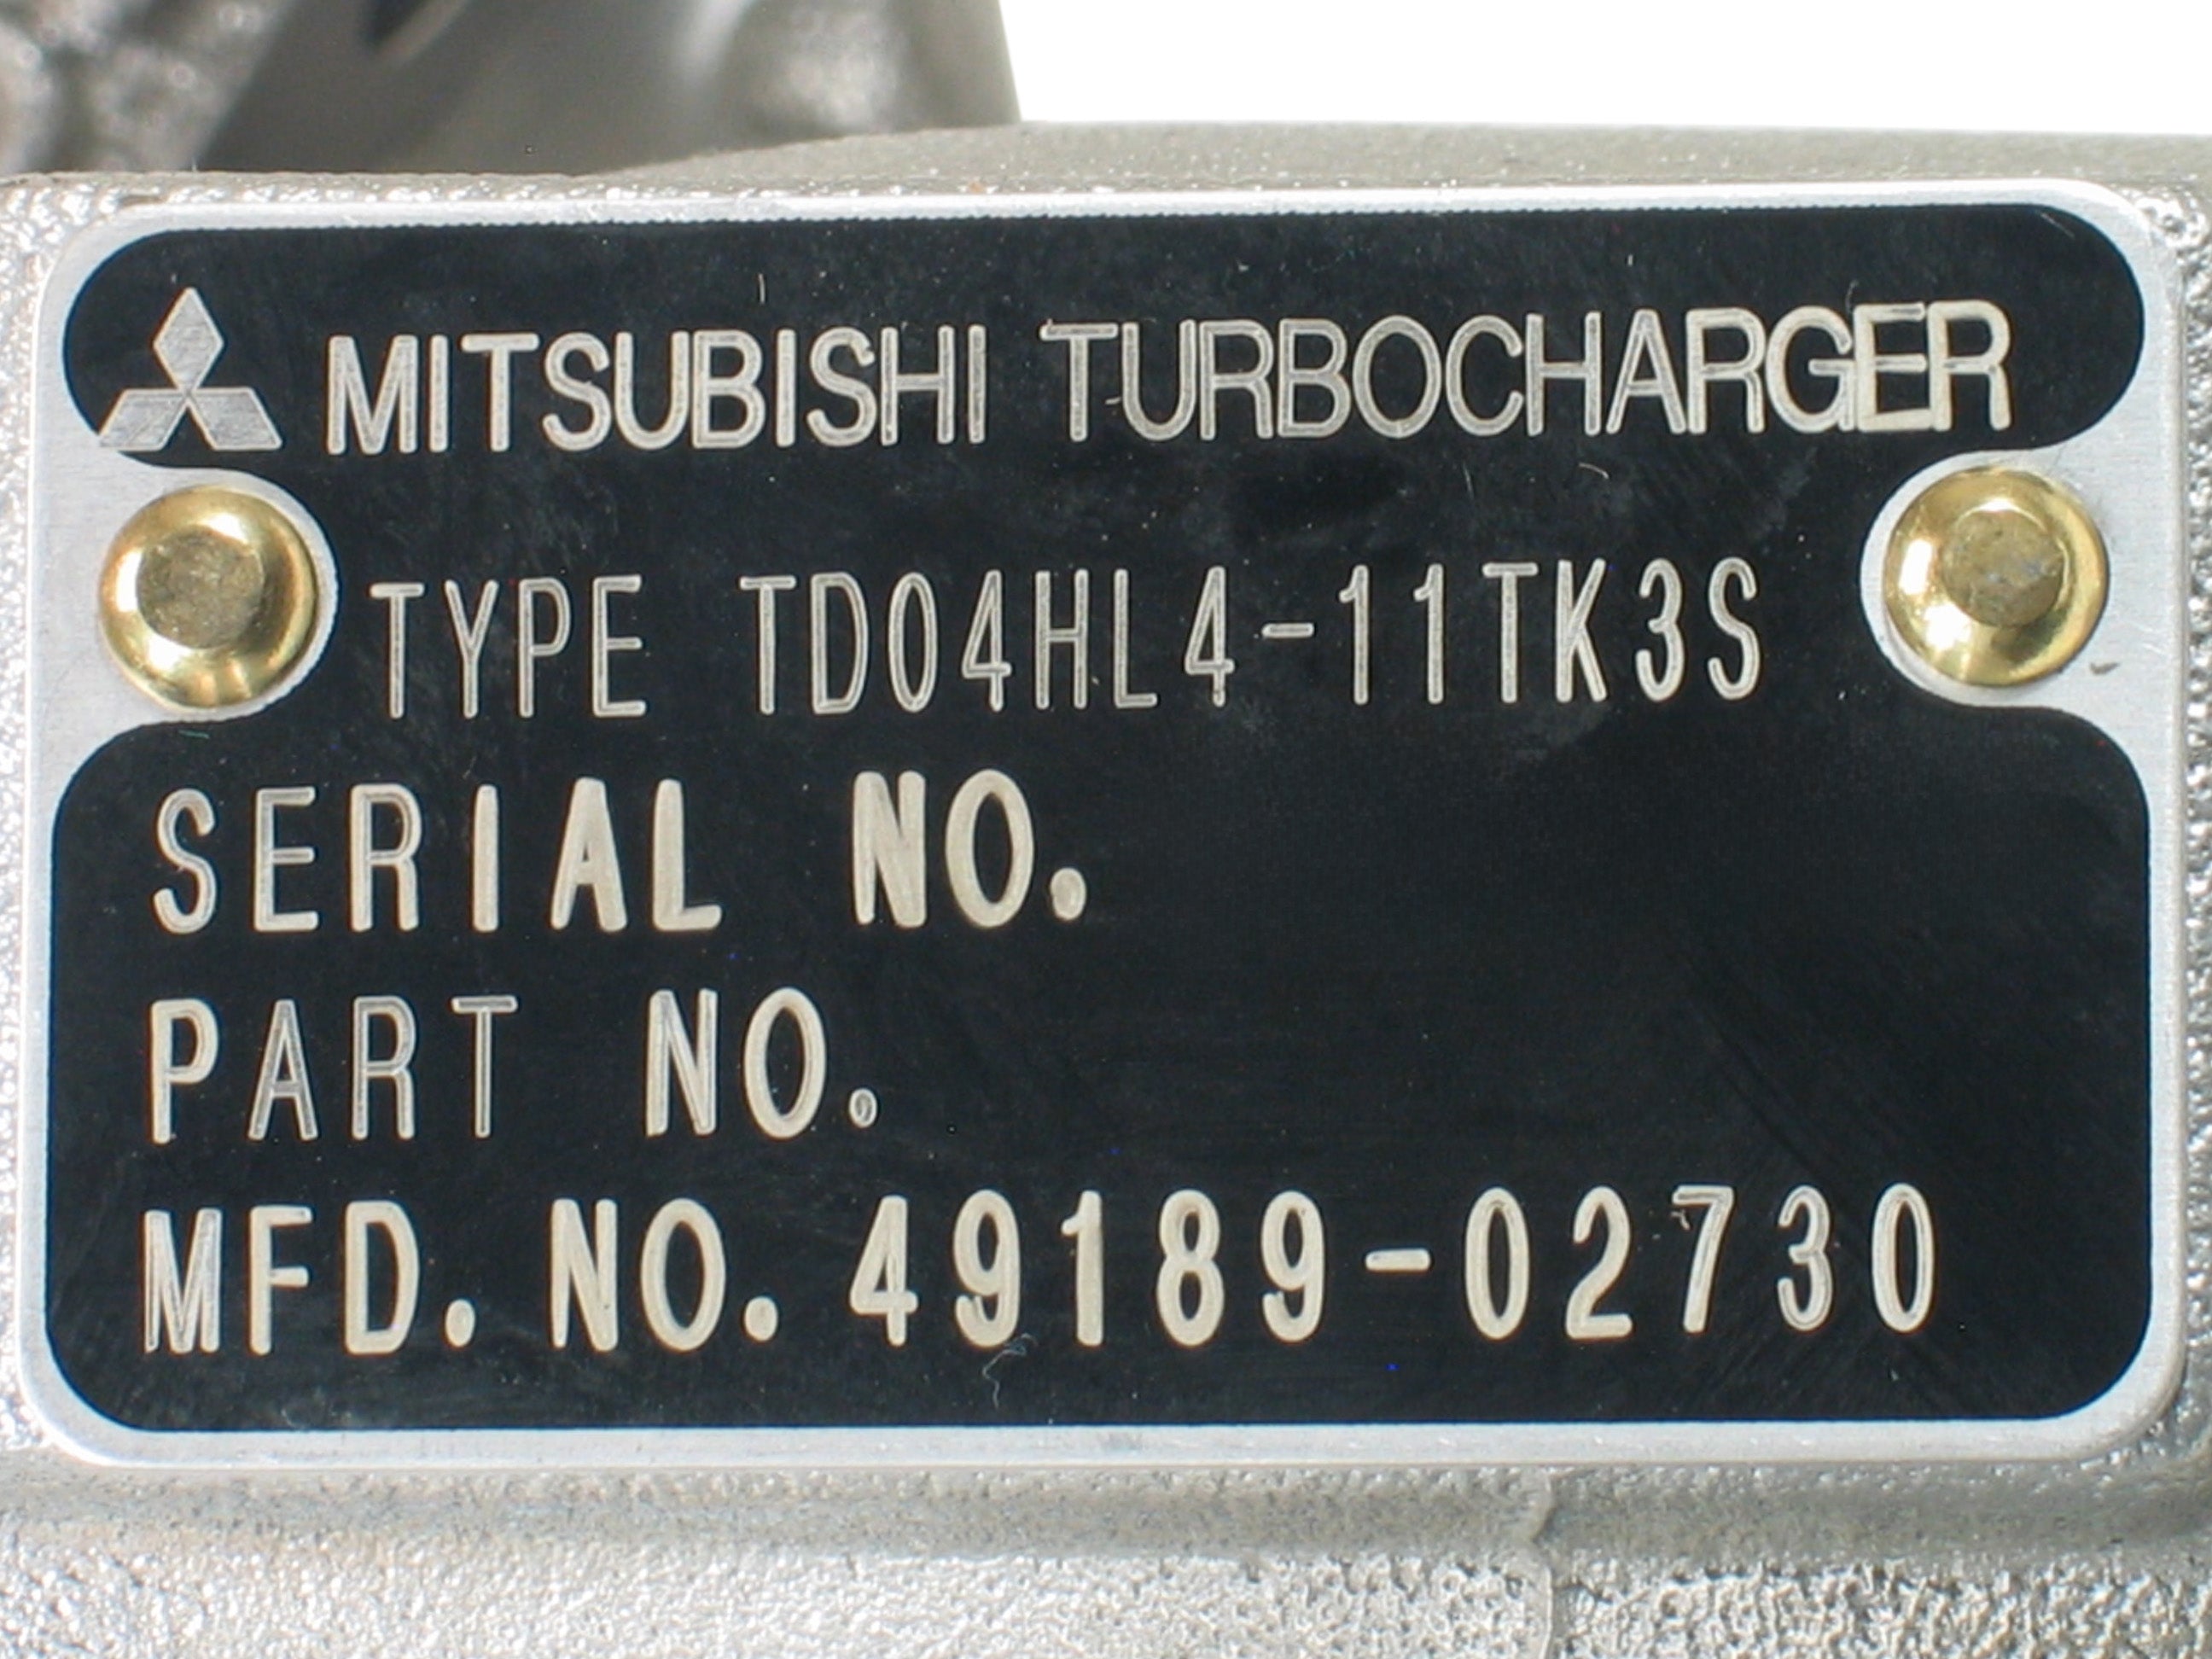 MITSUBISHI TURBOCHARGER
TYPE TD04HL4-11TK3S
SERIAL NO.
PART NO.
MFD. NO. 49189-02730